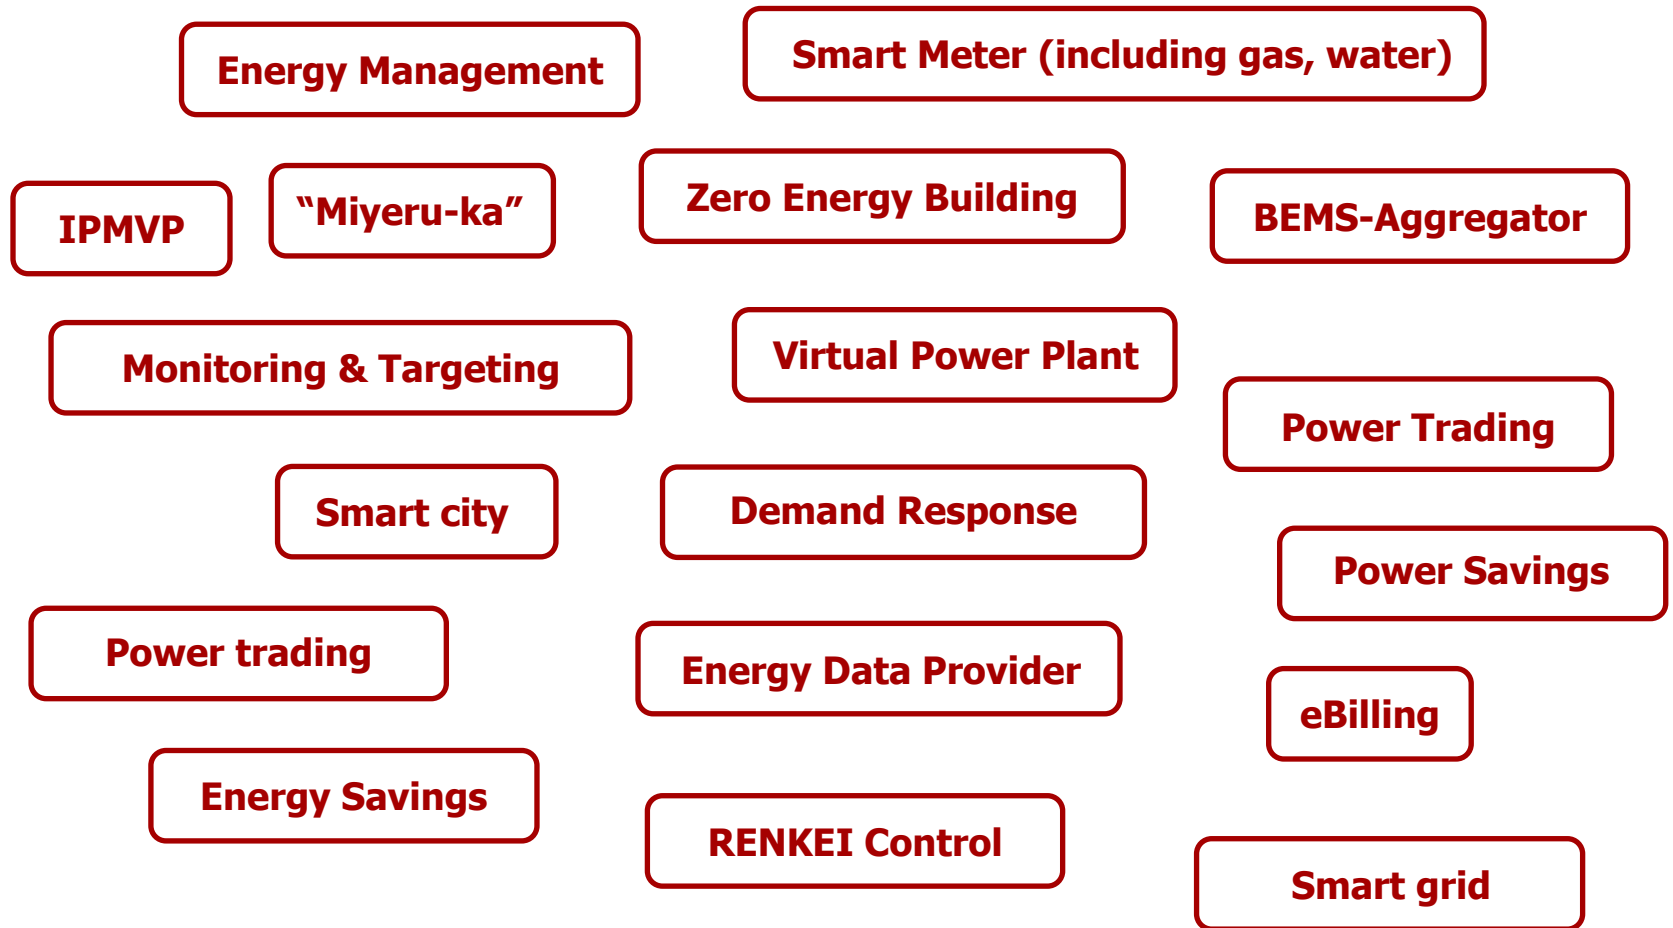 Energy Management
Smart Meter (including gas, water)
IPMVP
“Miyeru-ka”
Zero Energy Building
BEMS-Aggregator
Monitoring & Targeting
Virtual Power Plant
Power Trading
Smart city
Demand Response
Power Savings
Power trading
Energy Data Provider
eBilling
Energy Savings
RENKEI Control
Smart grid